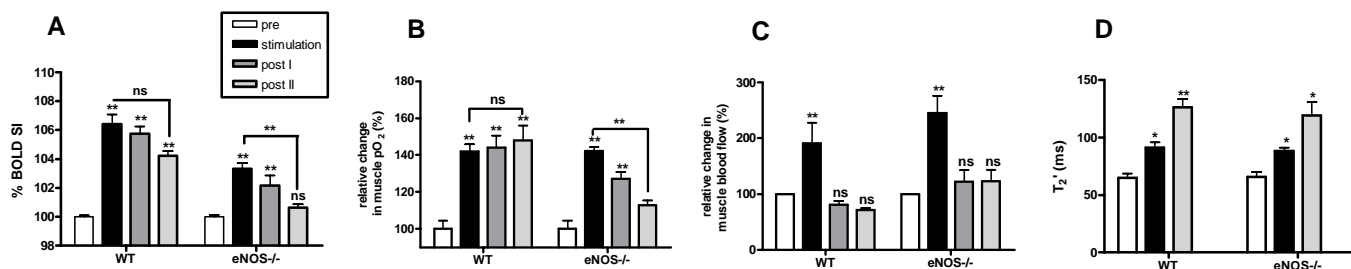 A
pre
stimulation
post I
post II
% BOLD SI
110
108
106
104
102
100
98
** ** **
ns
** ** ns
**
WT
eNOS-/-
B
relative change
in muscle pO2 (%)
180
160
140
120
100
** ** **
ns
** **
**
WT
eNOS-/-
C
relative change in
muscle blood flow (%)
300
200
100
0
** ns ns
** ns ns
WT
eNOS-/-
D
T2' (ms)
150
100
50
0
* **
* *
WT
eNOS-/-